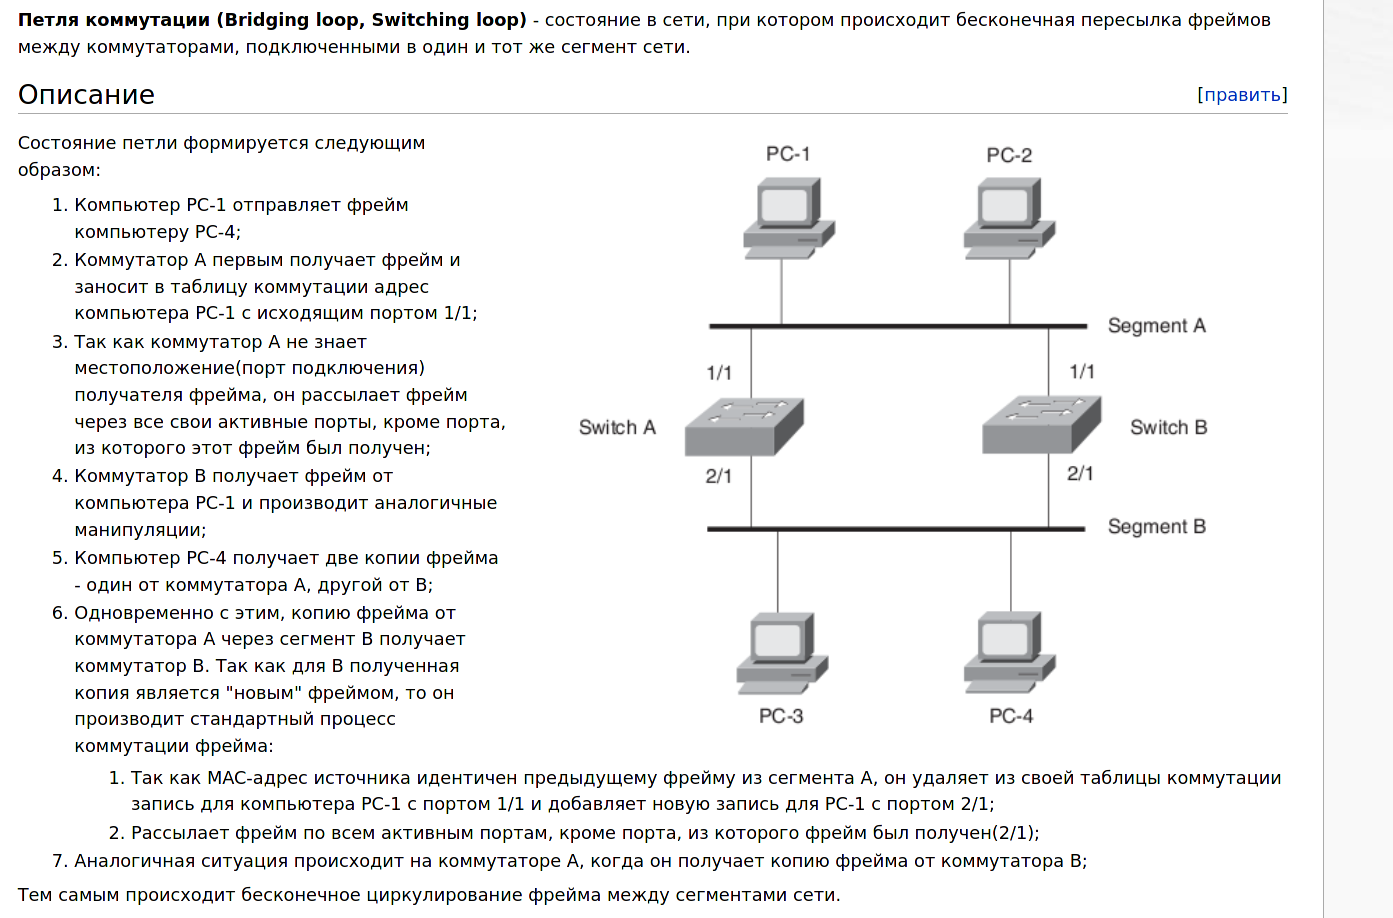 Петля коммутации (Bridging loop, Switching loop) - состояние в сети, при котором происходит бесконечная пересылка фреймов
между коммутаторами, подключенными в один и тот же сегмент сети.
Описание
[править]
Состояние петли формируется следующим
образом:
1. Компьютер PC-1 отправляет фрейм
компьютеру PC-4;
2. Коммутатор А первым получает фрейм и
заносит в таблицу коммутации адрес
компьютера PC-1 с исходящим портом 1/1;
3. Так как коммутатор А не знает
местоположение(порт подключения)
получателя фрейма, он рассылает фрейм
через все свои активные порты, кроме порта,
из которого этот фрейм был получен;
4. Коммутатор B получает фрейм от
компьютера PC-1 и производит аналогичные
манипуляции;
5. Компьютер PC-4 получает две копии фрейма
- один от коммутатора А, другой от B;
6. Одновременно с этим, копию фрейма от
коммутатора А через сегмент B получает
коммутатор B. Так как для B полученная
копия является "новым" фреймом, то он
производит стандартный процесс
коммутации фрейма:
1. Так как MAC-адрес источника идентичен предыдущему фрейму из сегмента А, он удаляет из своей таблицы коммутации
запись для компьютера PC-1 с портом 1/1 и добавляет новую запись для PC-1 с портом 2/1;
2. Рассылает фрейм по всем активным портам, кроме порта, из которого фрейм был получен(2/1);
7. Аналогичная ситуация происходит на коммутаторе А, когда он получает копию фрейма от коммутатора B;
Тем самым происходит бесконечное циркулирование фрейма между сегментами сети.
PC-1
PC-2
Segment A
1/1
1/1
Switch A
Switch B
2/1
2/1
Segment B
PC-3
PC-4